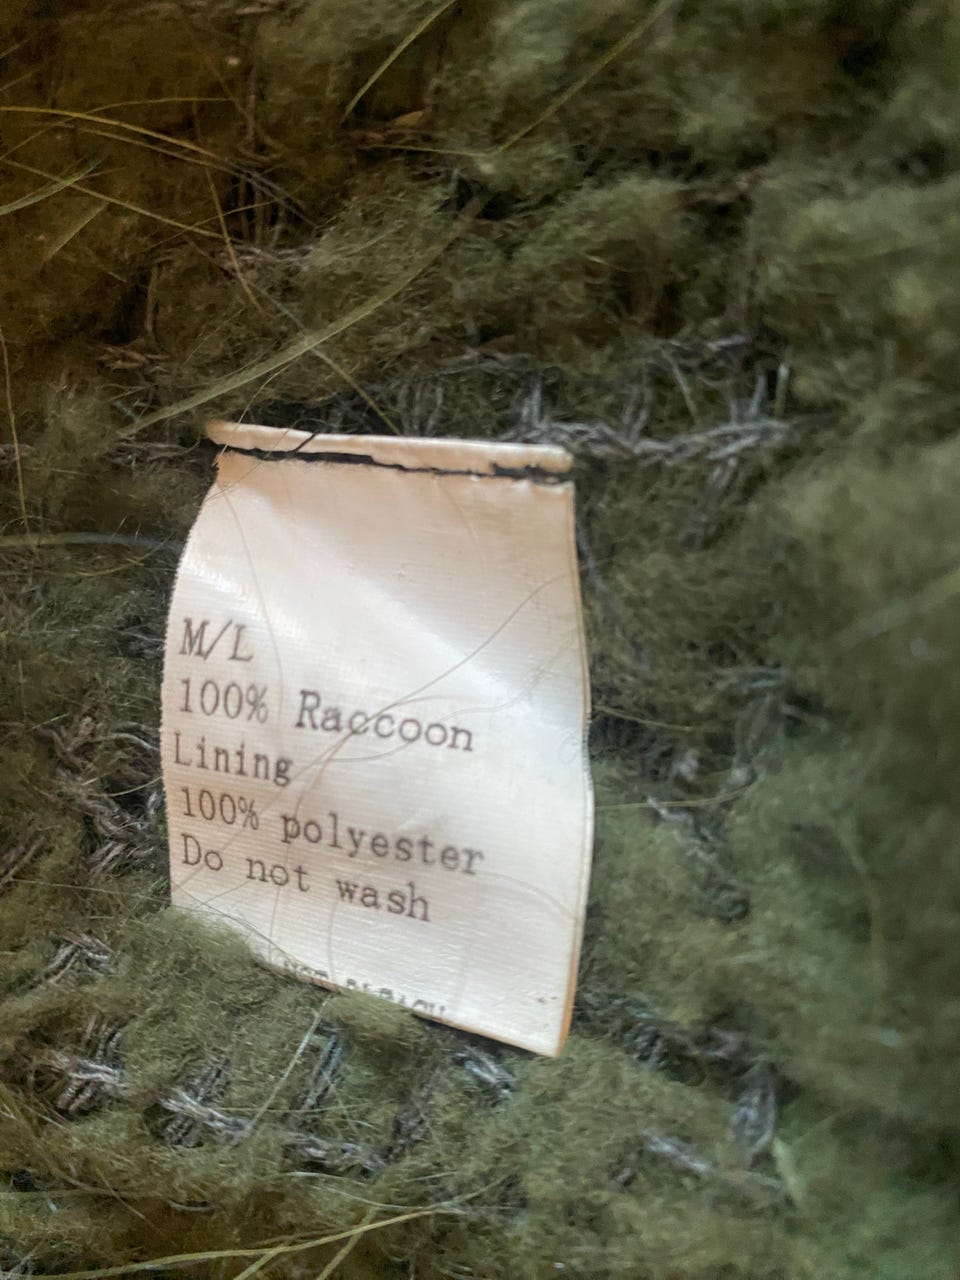 M/L
100% Raccoon
Lining
100% polyester
Do not wash